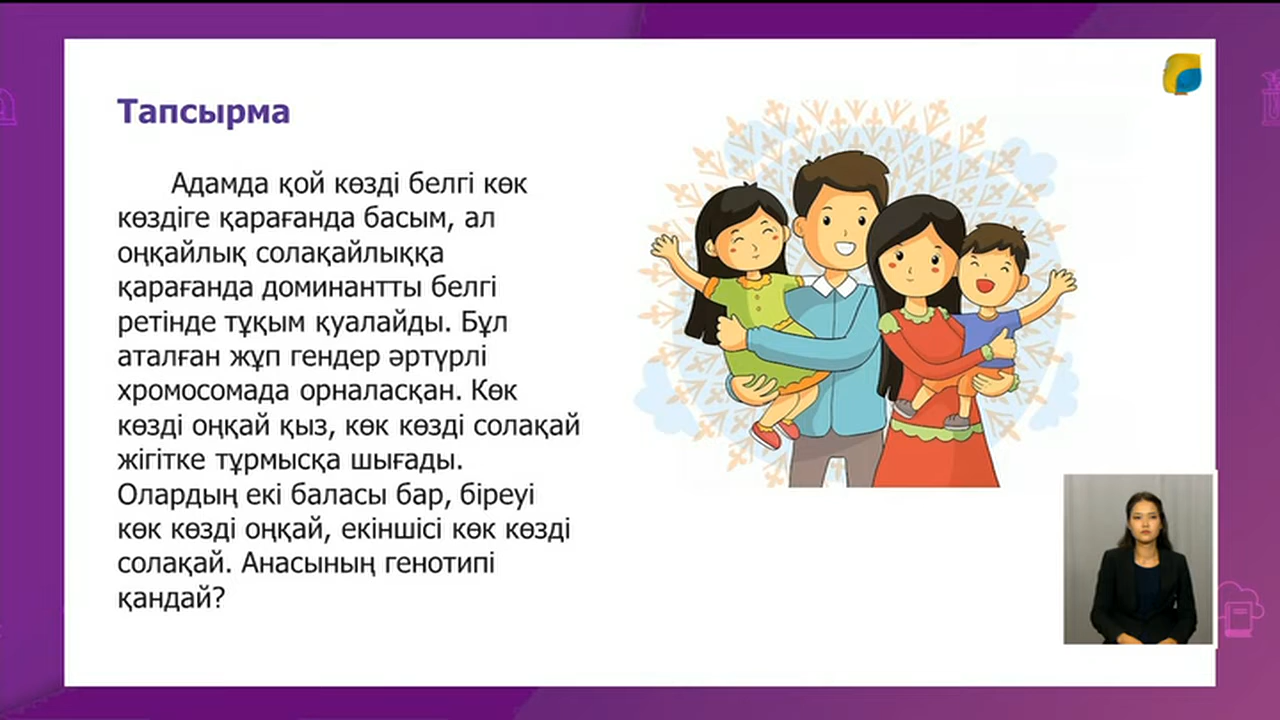 Тапсырма
Адамда қой көзді белгі көк
көздіге қарағанда басым, ал
оңқайлық солақайлыққа
қарағанда доминантты белгі
ретінде тұқым қуалайды. Бұл
аталған жұп гендер әртүрлі
хромосомада орналасқан. Көк
көзді оңқай қыз, көк көзді солақай
жігітке тұрмысқа шығады.
Олардың екі баласы бар, біреуі
көк көзді оңқай, екіншісі көк көзді
солақай. Анасының генотипі
қандай?